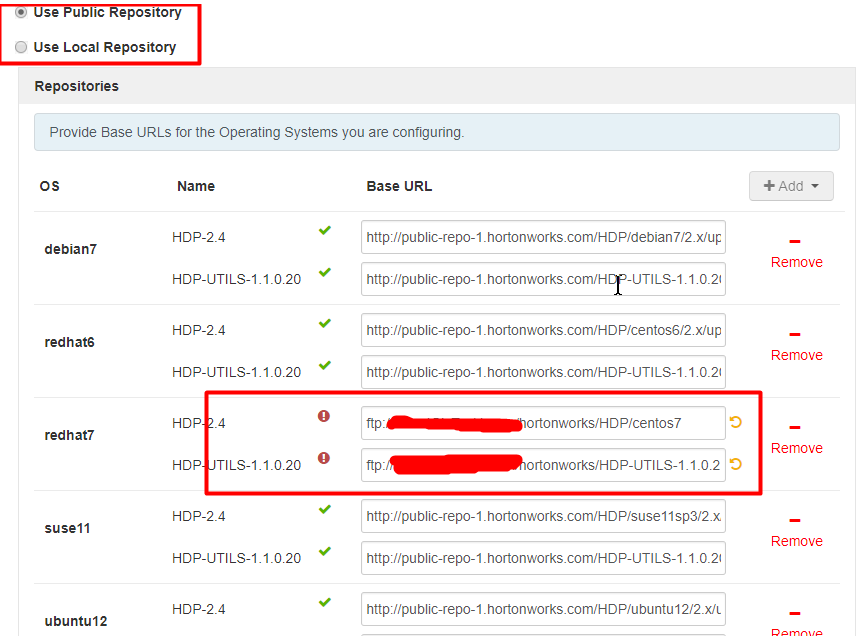 Use Public Repository
Use Local Repository
Repositories
Provide Base URLs for the Operating Systems you are configuring.
OS Name Base URL + Add
debian7
HDP-2.4 http://public-repo-1.hortonworks.com/HDP/debian7/2.x/up
HDP-UTILS-1.1.0.20 http://public-repo-1.hortonworks.com/HDP-UTILS-1.1.0.20
Remove
redhat6
HDP-2.4 http://public-repo-1.hortonworks.com/HDP/centos6/2.x/up
HDP-UTILS-1.1.0.20 http://public-repo-1.hortonworks.com/HDP-UTILS-1.1.0.20
Remove
redhat7
HDP-2.4 ftp:/ hortonworks/HDP/centos7
HDP-UTILS-1.1.0.20 ftp:// hortonworks/HDP-UTILS-1.1.0.2
Remove
suse11
HDP-2.4 http://public-repo-1.hortonworks.com/HDP/suse11sp3/2.x
HDP-UTILS-1.1.0.20 http://public-repo-1.hortonworks.com/HDP-UTILS-1.1.0.20
Remove
ubuntu12
HDP-2.4 http://public-repo-1.hortonworks.com/HDP/ubuntu12/2.x/u
Remove